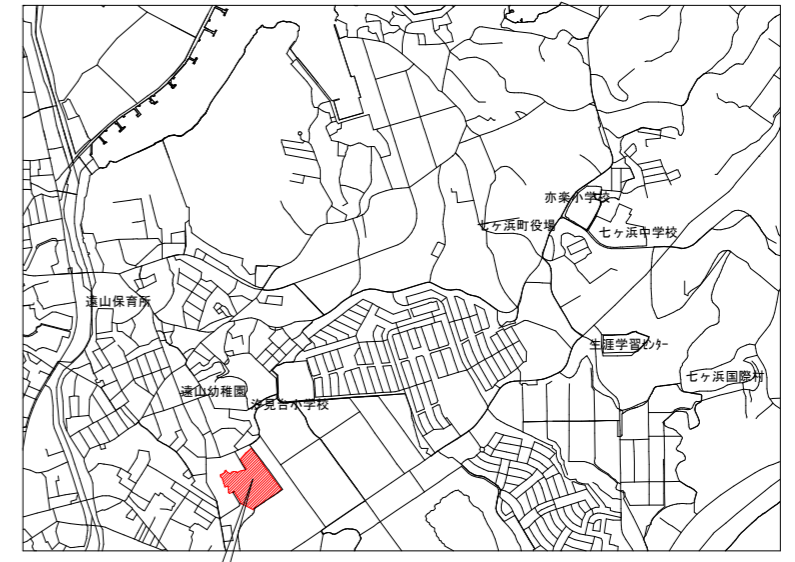 亦楽小学校
七ヶ浜町役場
七ヶ浜中学校
遠山保育所
生涯学習ｾﾝﾀｰ
七ヶ浜国際村
遠山幼稚園
汐見台小学校